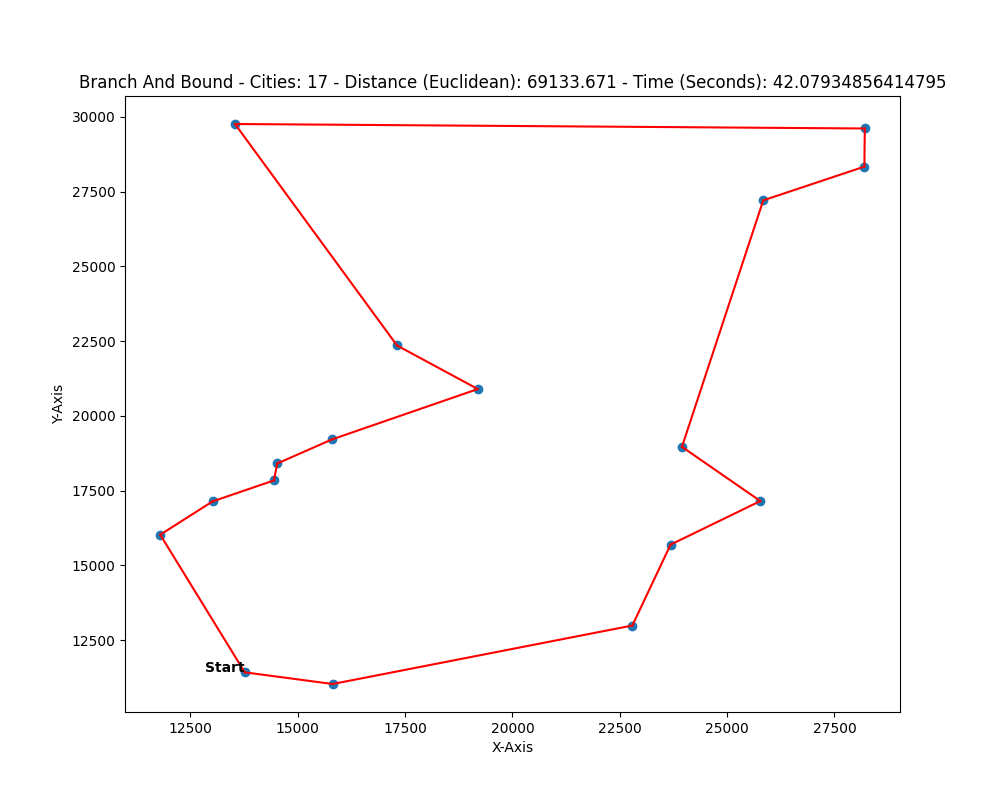 Branch And Bound - Cities: 17 - Distance (Euclidean): 69133.671 - Time (Seconds): 42.07934856414795
30000
27500
25000
22500
20000
17500
15000
12500
Y-Axis
Start
12500 15000 17500 20000 22500 25000 27500
X-Axis